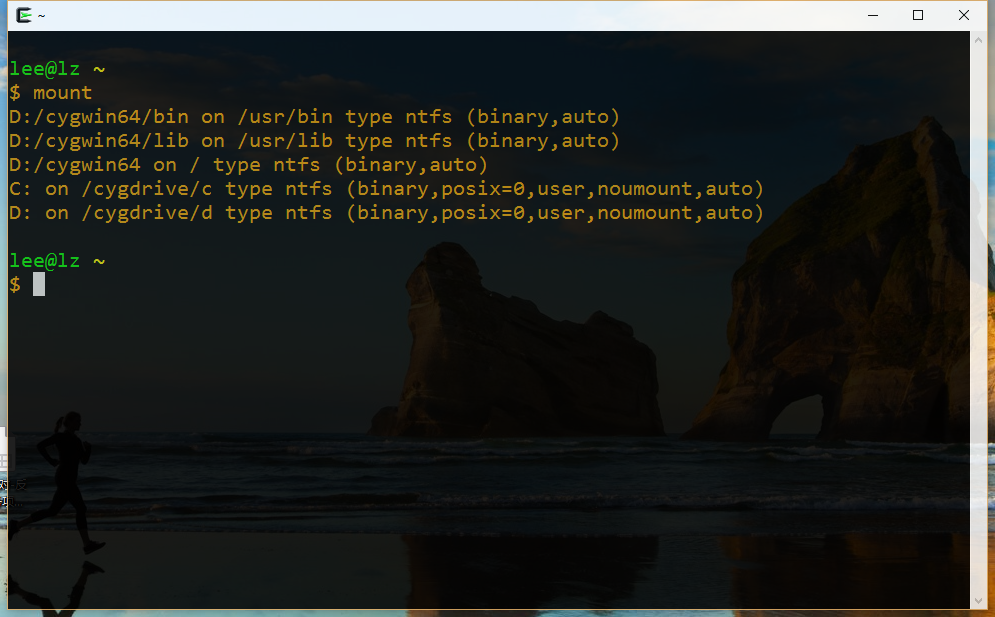 ~
lee@lz ~
$ mount
D:/cygwin64/bin on /usr/bin type ntfs (binary,auto)
D:/cygwin64/lib on /usr/lib type ntfs (binary,auto)
D:/cygwin64 on / type ntfs (binary,auto)
C: on /cygdrive/c type ntfs (binary,posix=0,user,noumount,auto)
D: on /cygdrive/d type ntfs (binary,posix=0,user,noumount,auto)
lee@lz ~
$